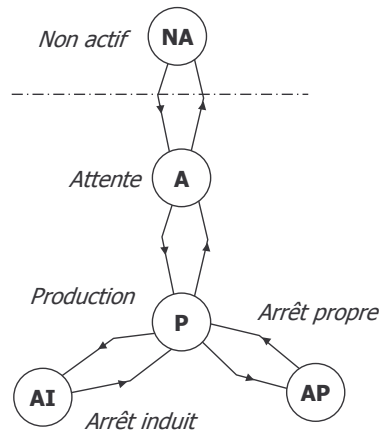 Non actif NA
Attente A
Production P
Arrêt propre
AI AP
Arrêt induit